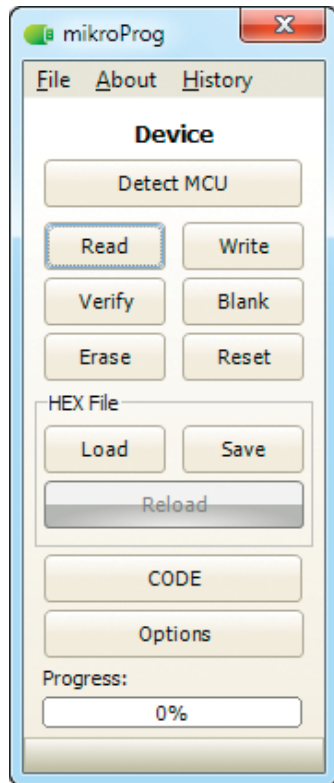 mikroProg
File About History
Device
Detect MCU
Read Write
Verify Blank
Erase Reset
HEX File
Load Save
Reload
CODE
Options
Progress:
0%